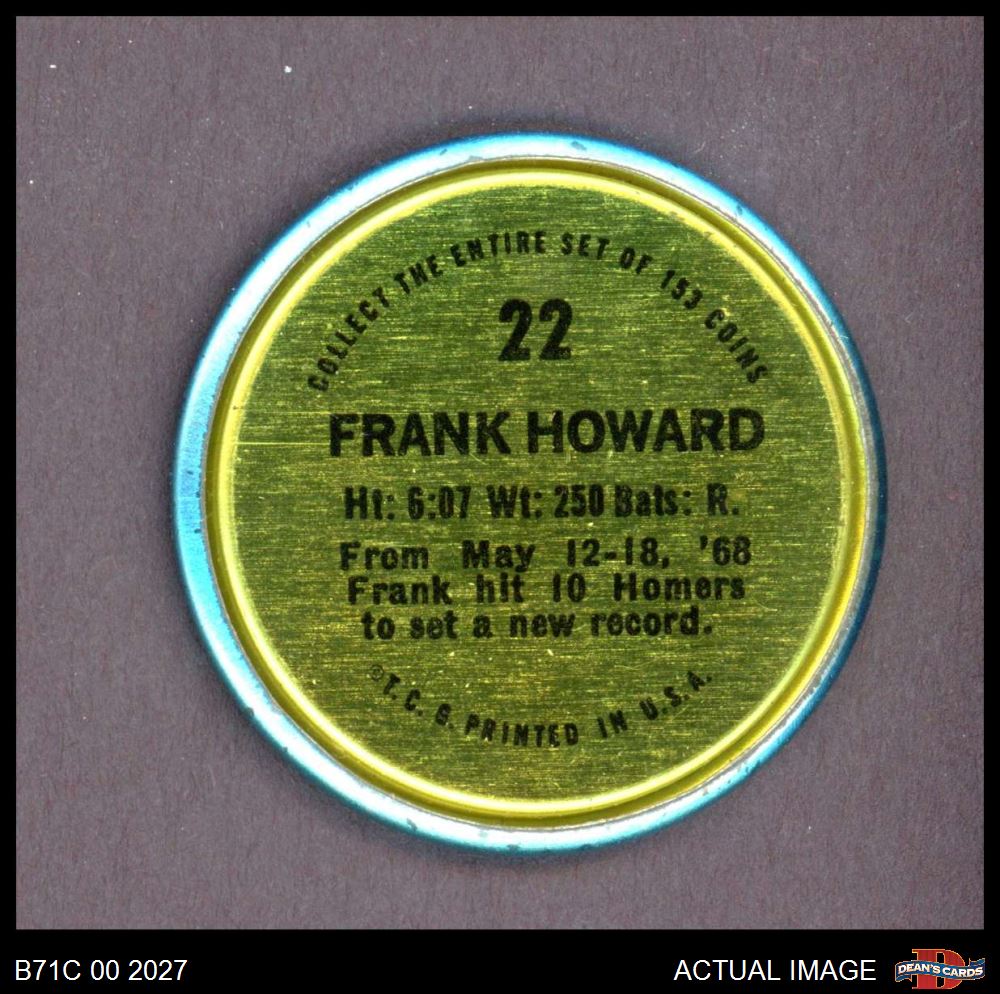 COLLECT THE ENTIRE SET OF 153 COINS
22
FRANK HOWARD
Ht: 6:07 Wt: 250 Bats: R.
From May 12-18, '68
Frank hit 10 Homers
to set a new record.
©T. C. G. PRINTED IN U.S.A.
B71C 00 2027
ACTUAL IMAGE
D
DEAN'S CARDS